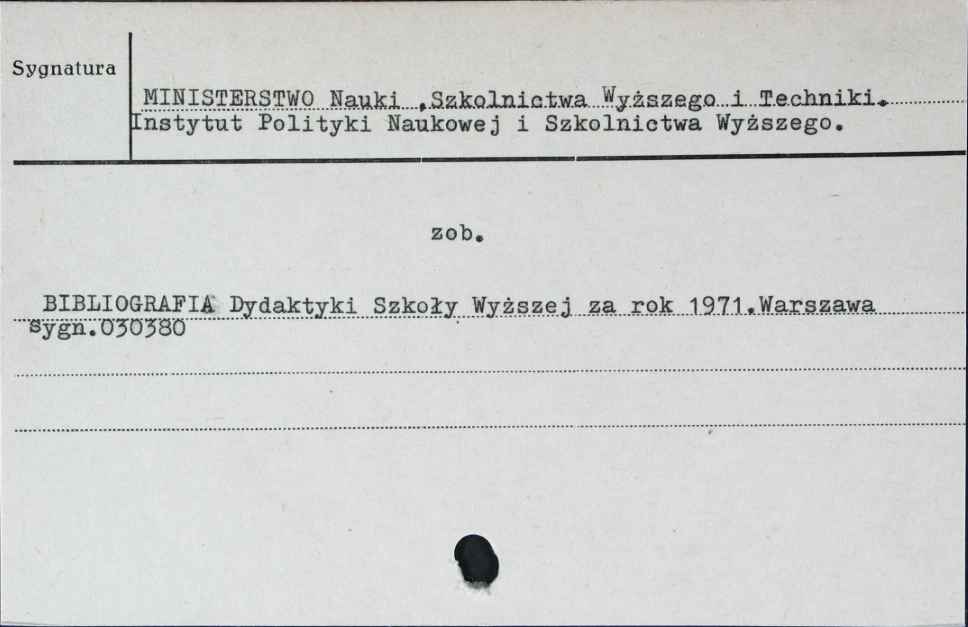 Sygnatura
MINISTERSTWO Nauki ,Szkolnictwa Wyższego i Techniki.
Instytut Polityki Naukowej i Szkolnictwa Wyższego.
zob.
BIBLIOGRAFIA Dydaktyki Szkoły Wyższej za rok 1971.Warszawa
sygn.030380